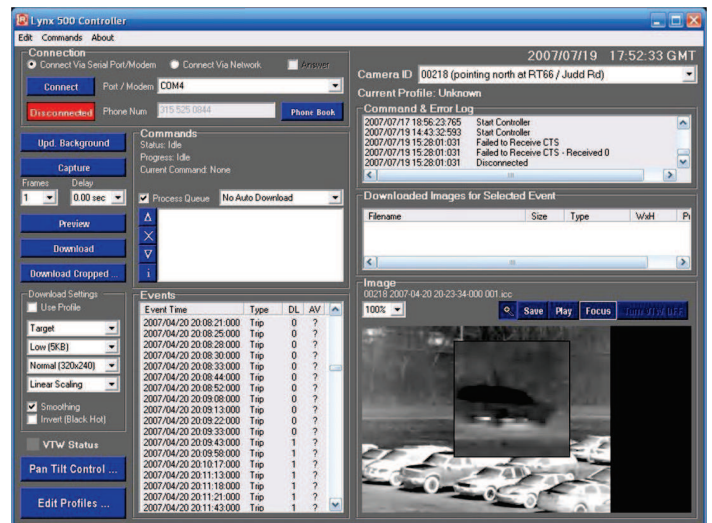 Lynx 500 Controller
Edit Commands About
Connection
Connect Via Serial Port/Modem Connect Via Network Answer
Connect Port / Modem COM4
Disconnected Phone Num 315 525 0844 Phone Book
2007/07/19 17:52:33 GMT
Camera ID 00218 (pointing north at RT66 / Judd Rd)
Current Profile: Unknown
Command & Error Log
2007/07/17 18:56:23:765 Start Controller
2007/07/19 14:43:32:593 Start Controller
2007/07/19 15:28:01:031 Failed to Receive CTS
2007/07/19 15:28:01:031 Failed to Receive CTS - Received 0
2007/07/19 15:28:01:031 Disconnected
Upd. Background
Capture
Frames Delay
1 0.00 sec
Preview
Download
Download Cropped ...
Commands
Status: Idle
Progress: Idle
Current Command: None
Process Queue No Auto Download
i
Downloaded Images for Selected Event
Filename Size Type WxH
Download Settings
Use Profile
Target
Low (5KB)
Normal (320x240)
Linear Scaling
Smoothing
Invert (Black Hot)
VTW Status
Pan Tilt Control ...
Edit Profiles ...
Events
Event Time Type DL AV
2007/04/20 20:08:21:000 Trip 0 ?
2007/04/20 20:08:25:000 Trip 0 ?
2007/04/20 20:08:28:000 Trip 0 ?
2007/04/20 20:08:30:000 Trip 0 ?
2007/04/20 20:08:33:000 Trip 0 ?
2007/04/20 20:08:44:000 Trip 0 ?
2007/04/20 20:08:52:000 Trip 0 ?
2007/04/20 20:09:08:000 Trip 0 ?
2007/04/20 20:09:13:000 Trip 0 ?
2007/04/20 20:09:22:000 Trip 0 ?
2007/04/20 20:09:33:000 Trip 0 ?
2007/04/20 20:09:43:000 Trip 1 ?
2007/04/20 20:09:58:000 Trip 1 ?
2007/04/20 20:10:17:000 Trip 1 ?
2007/04/20 20:11:13:000 Trip 1 ?
2007/04/20 20:11:18:000 Trip 1 ?
2007/04/20 20:11:21:000 Trip 1 ?
2007/04/20 20:11:43:000 Trip 1 ?
Image
00218 2007-04-20 20-23-34-000 001.icc
100% Save Play Focus Turn VTW OFF